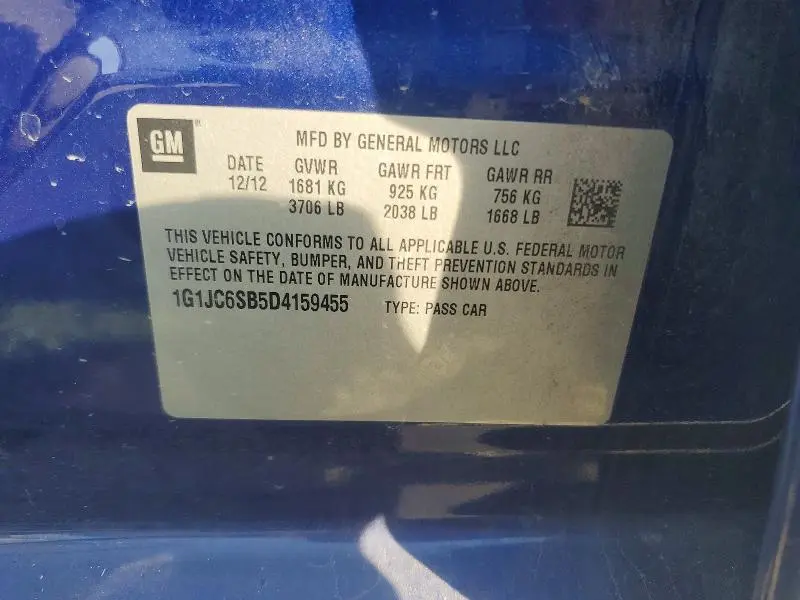 GM®
MFD BY GENERAL MOTORS LLC
DATE GVWR GAWR FRT GAWR RR
12/12 1681 KG 925 KG 756 KG
3706 LB 2038 LB 1668 LB
THIS VEHICLE CONFORMS TO ALL APPLICABLE U.S. FEDERAL MOTOR
VEHICLE SAFETY, BUMPER, AND THEFT PREVENTION STANDARDS IN
EFFECT ON THE DATE OF MANUFACTURE SHOWN ABOVE.
1G1JC6SB5D4159455 TYPE: PASS CAR